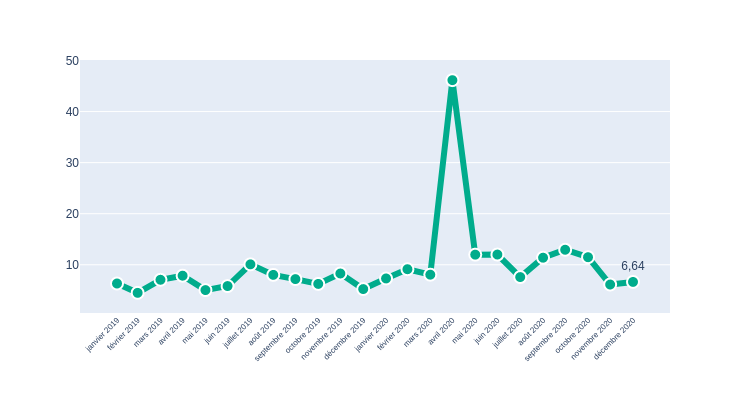 50
40
30
20
10
6,64
janvier 2019
février 2019
mars 2019
avril 2019
mai 2019
juin 2019
juillet 2019
août 2019
septembre 2019
octobre 2019
novembre 2019
décembre 2019
janvier 2020
février 2020
mars 2020
avril 2020
mai 2020
juin 2020
juillet 2020
août 2020
septembre 2020
octobre 2020
novembre 2020
décembre 2020